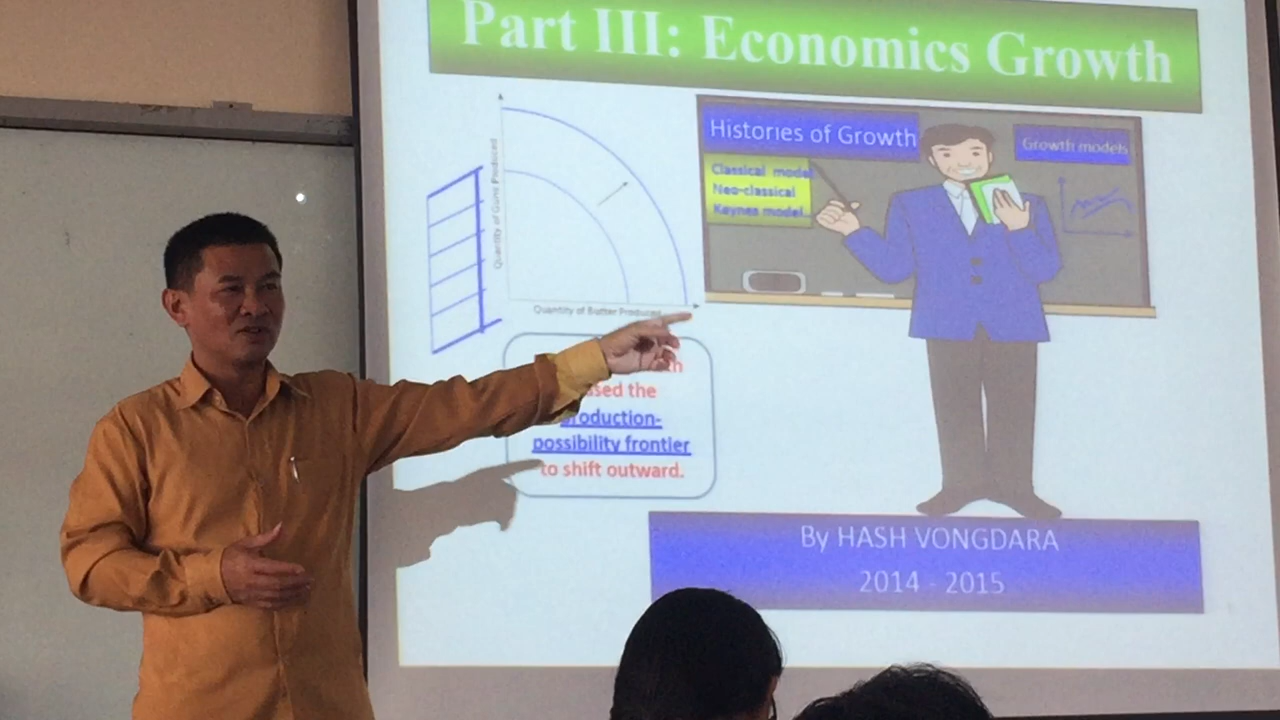 Part III: Economics Growth
Quantity of Guns Produced
Quantity of Butter Produced
Histories of Growth
Growth models
Classical model
Neo-classical
Keynes model
the
production-
possibility frontier
to shift outward.
By HASH VONGDARA
2014 - 2015